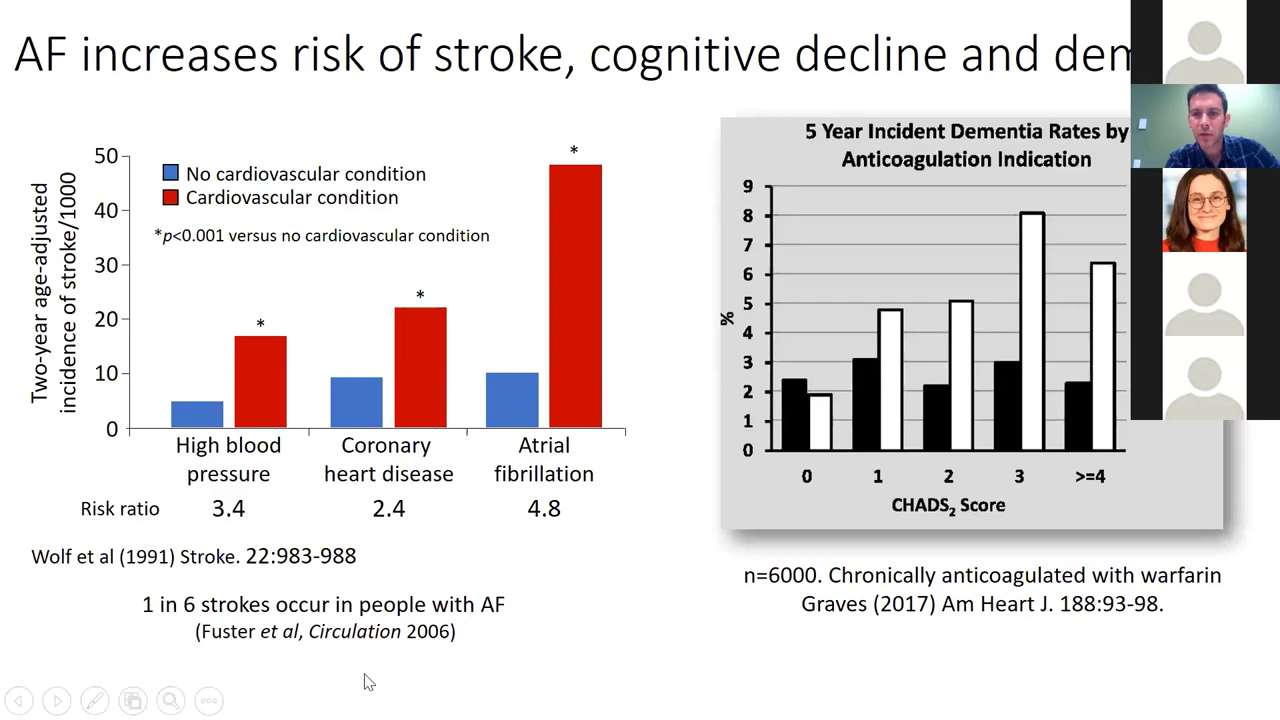 AF increases risk of stroke, cognitive decline and
50
40
30
20
10
0
Two-year age-adjusted
incidence of stroke/1000
No cardiovascular condition
Cardiovascular condition
*p<0.001 versus no cardiovascular condition
*
*
*
High blood
pressure
Coronary
heart disease
Atrial
fibrillation
Risk ratio
3.4
2.4
4.8
Wolf et al (1991) Stroke. 22:983-988
1 in 6 strokes occur in people with AF
(Fuster et al, Circulation 2006)
5 Year Incident Dementia Rates by
Anticoagulation Indication
9
8
7
6
5
4
3
2
1
0
%
0
1
2
3
>=4
CHADS₂ Score
n=6000. Chronically anticoagulated with warfarin
Graves (2017) Am Heart J. 188:93-98.